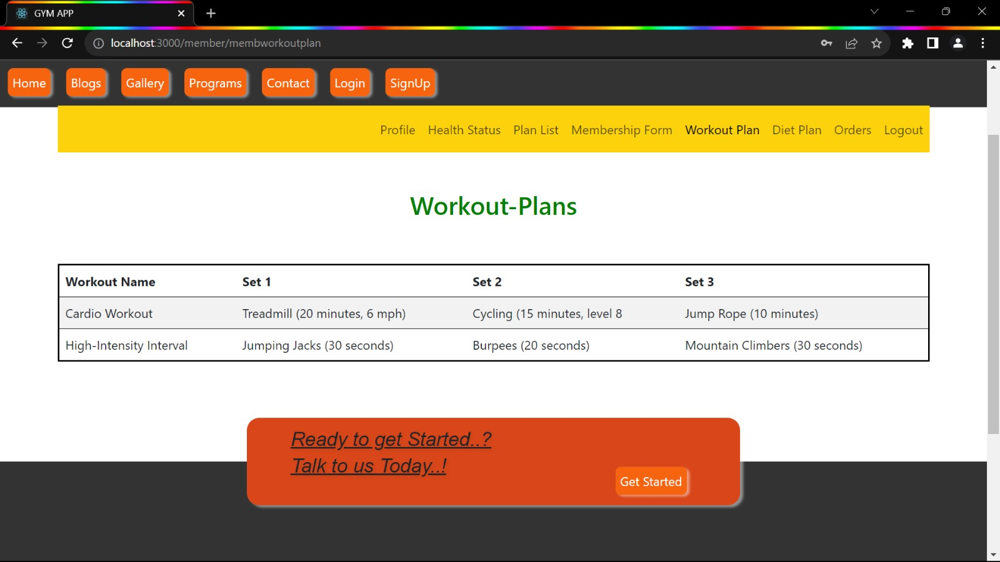 GYM APP
localhost:3000/member/membworkoutplan
Home Blogs Gallery Programs Contact Login SignUp
Profile Health Status Plan List Membership Form Workout Plan Diet Plan Orders Logout
Workout-Plans
Workout Name Set 1 Set 2 Set 3
Cardio Workout Treadmill (20 minutes, 6 mph) Cycling (15 minutes, level 8 Jump Rope (10 minutes)
High-Intensity Interval Jumping Jacks (30 seconds) Burpees (20 seconds) Mountain Climbers (30 seconds)
Ready to get Started..?
Talk to us Today..!
Get Started